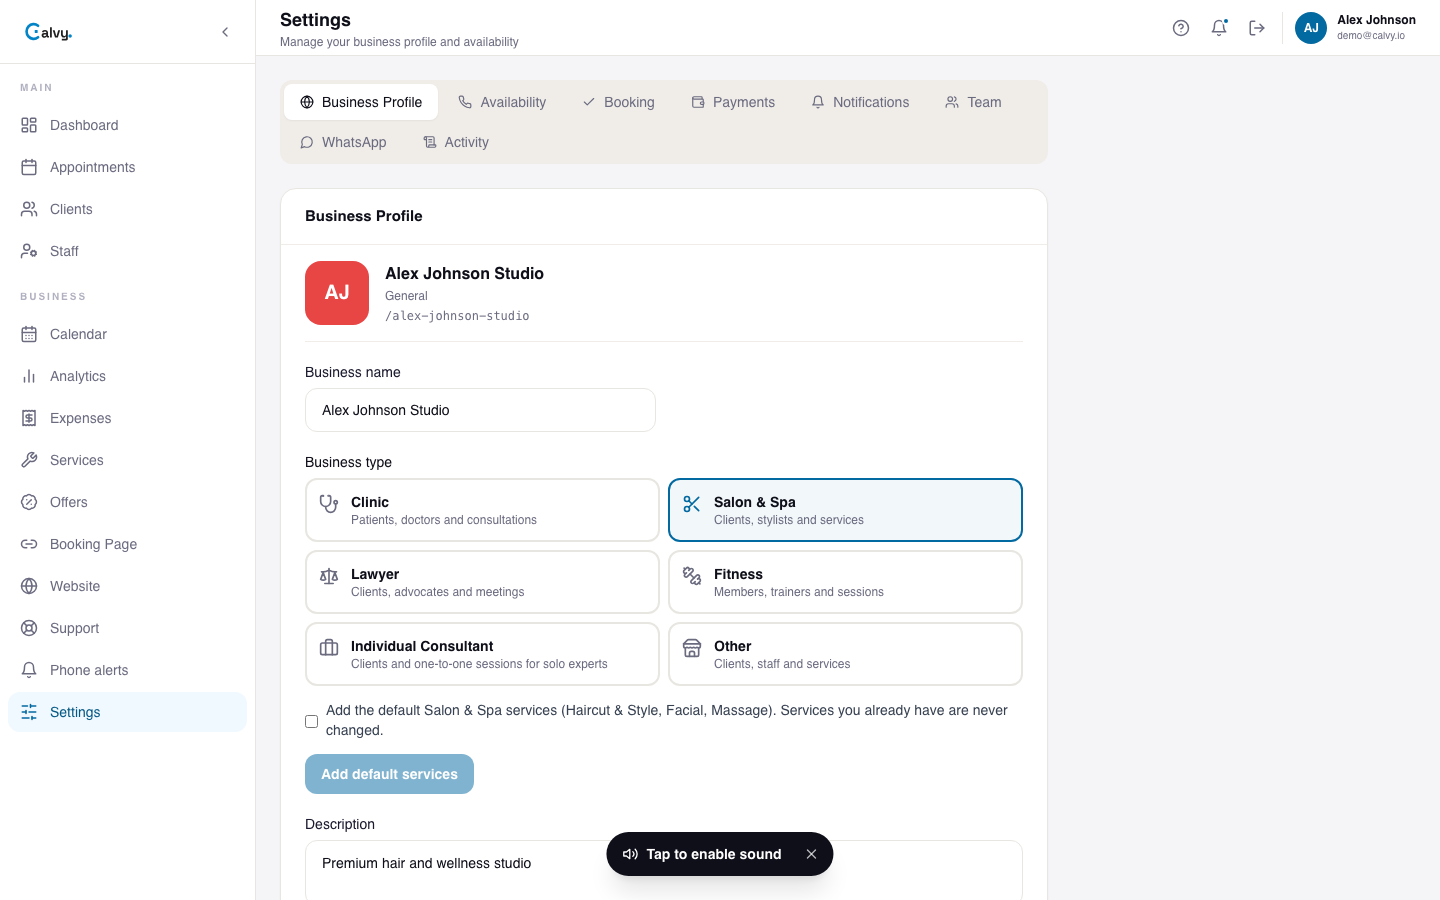 Calvy.
MAIN
Dashboard
Appointments
Clients
Staff
BUSINESS
Calendar
Analytics
Expenses
Services
Offers
Booking Page
Website
Support
Phone alerts
Settings
Settings
Manage your business profile and availability
AJ
Alex Johnson
demo@calvy.io
Business Profile
Availability
Booking
Payments
Notifications
Team
WhatsApp
Activity
Business Profile
AJ
Alex Johnson Studio
General
/alex-johnson-studio
Business name
Alex Johnson Studio
Business type
Clinic
Patients, doctors and consultations
Salon & Spa
Clients, stylists and services
Lawyer
Clients, advocates and meetings
Fitness
Members, trainers and sessions
Individual Consultant
Clients and one-to-one sessions for solo experts
Other
Clients, staff and services
Add the default Salon & Spa services (Haircut & Style, Facial, Massage). Services you already have are never
changed.
Add default services
Description
Premium hair and wellness studio
Tap to enable sound